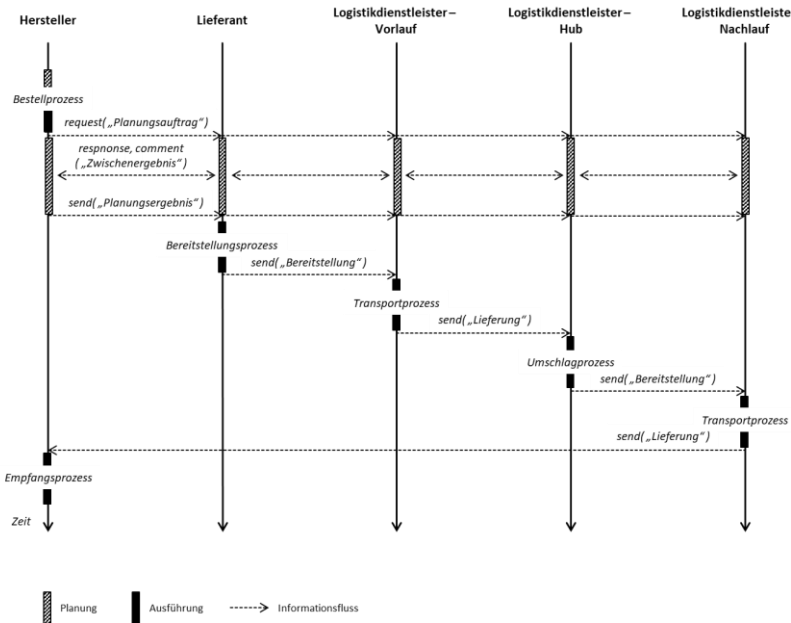 Hersteller
Lieferant
Logistikdienstleister–
Vorlauf
Logistikdienstleister–
Hub
Logistikdienstleiste
Nachlauf
Bestellprozess
request(„Planungsauftrag“)
respnonse, comment
(„Zwischenergebnis“)
send(„Planungsergebnis“)
Bereitstellungsprozess
send(„Bereitstellung“)
Transportprozess
send(„Lieferung“)
Umschlagprozess
send(„Bereitstellung“)
Transportprozess
send(„Lieferung“)
Empfangsprozess
Zeit
Planung
Ausführung
Informationsfluss